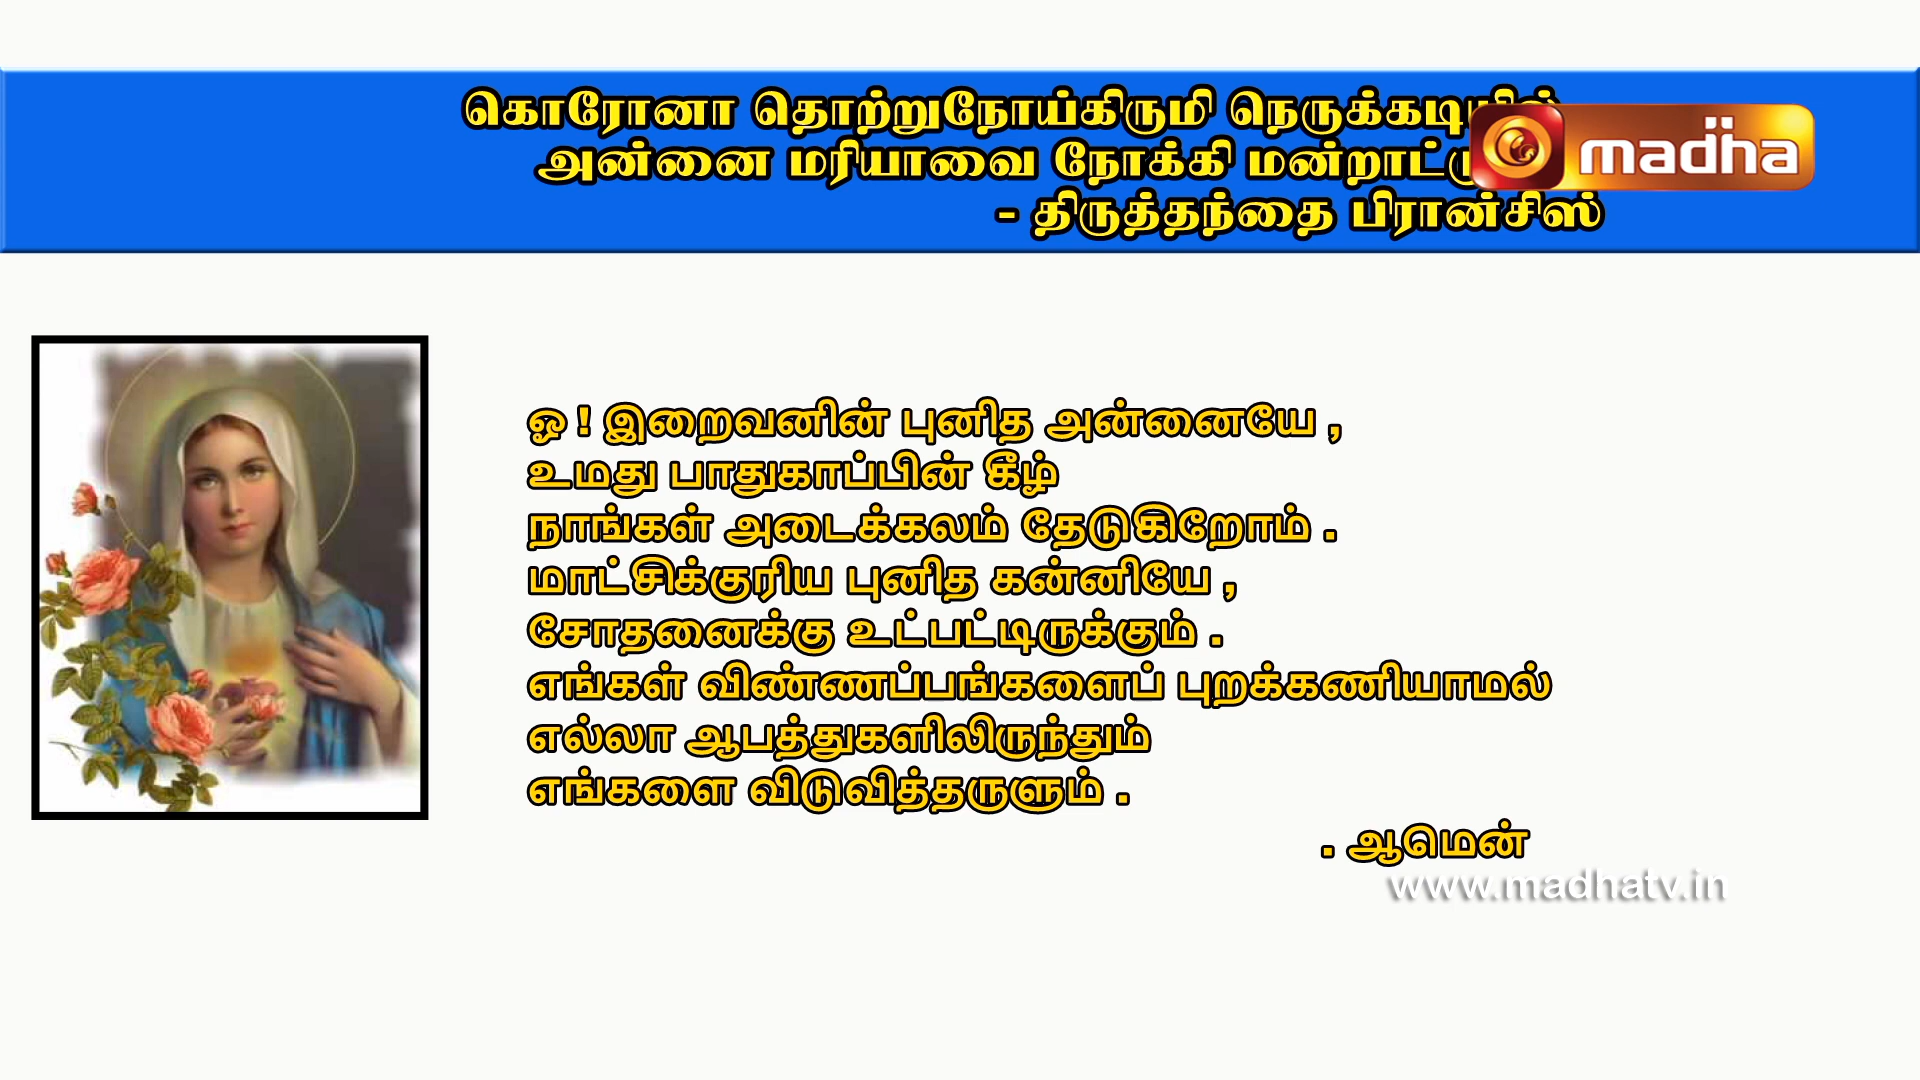 கொரோனா தொற்றுநோய்கிருமி நெருக்கடியில்
அன்னை மரியாவை நோக்கி
- திருத்தந்தை பிரான்சிஸ்
madha
ஓ ! இறைவனின் புனித அன்னையே ,
உமது பாதுகாப்பின் கீழ்
நாங்கள் அடைக்கலம் தேடுகிறோம் .
மாட்சிக்குரிய புனித கன்னியே ,
சோதனைக்கு உட்பட்டிருக்கும் .
எங்கள் விண்ணப்பங்களைப் புறக்கணியாமல்
எல்லா ஆபத்துகளிலிருந்தும்
எங்களை விடுவித்தருளும் .
. ஆமென்
www.madhatv.in